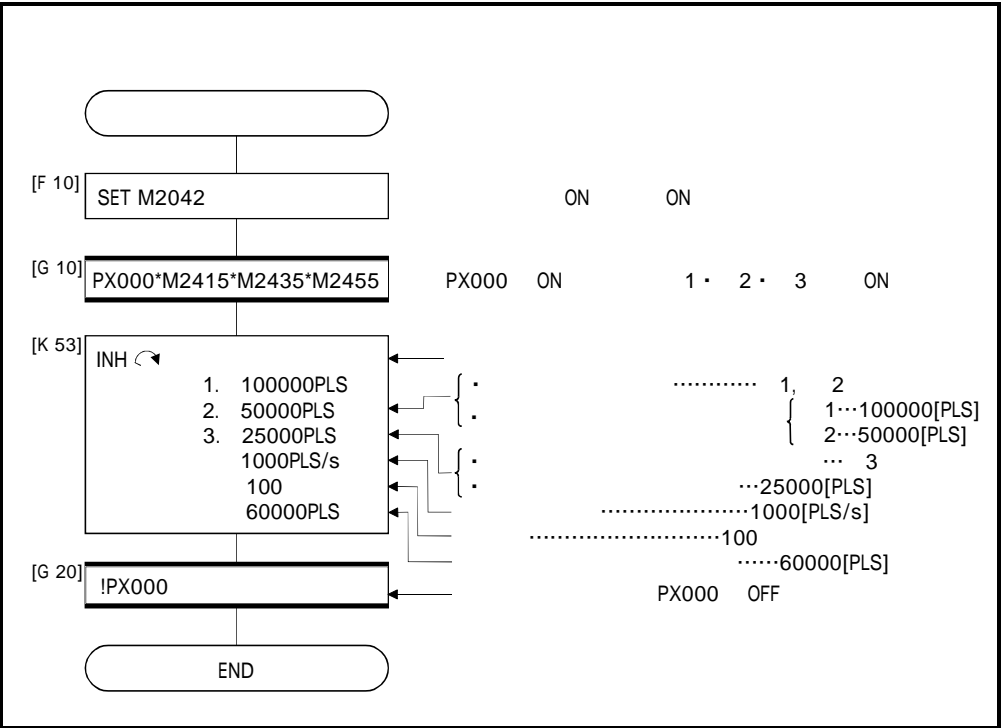 [F 10] SET M2042 ON ON
[G 10] PX000*M2415*M2435*M2455 PX000 ON 1・ 2・ 3 ON
[K 53]
INH
1. 100000PLS ・ ………… 1, 2
2. 50000PLS ・ 1…100000[PLS]
3. 25000PLS 2…50000[PLS]
1000PLS/s ・ … 3
100 ・ …25000[PLS]
60000PLS …………………1000[PLS/s]
………………………100
……60000[PLS]
[G 20] !PX000 PX000 OFF
END